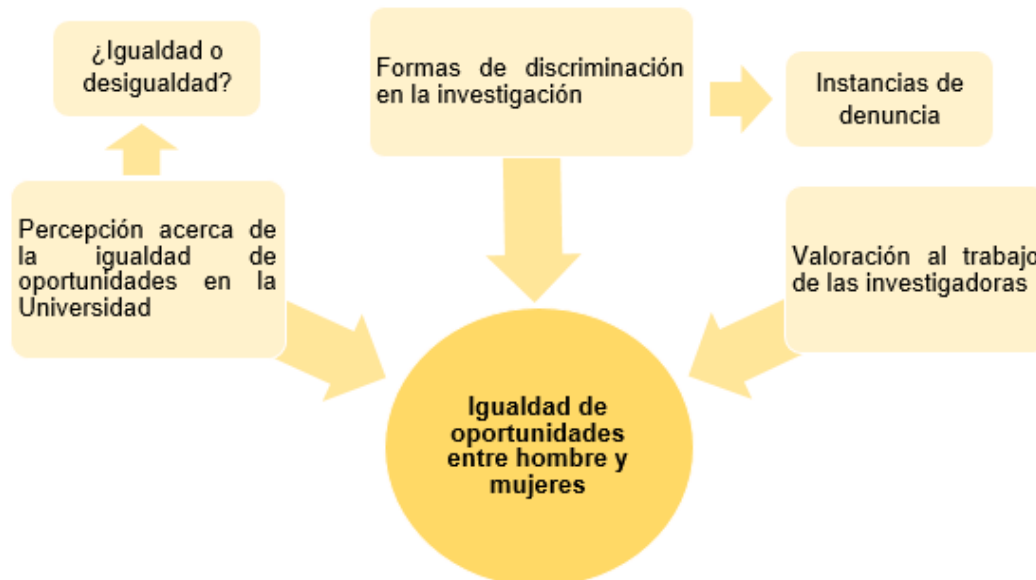 ¿Igualdad o
desigualdad?
Formas de discriminación
en la investigación
Instancias de
denuncia
Percepción acerca de
la igualdad de
oportunidades en la
Universidad
Valoración al trabajo
de las investigadoras
Igualdad de
oportunidades
entre hombre y
mujeres